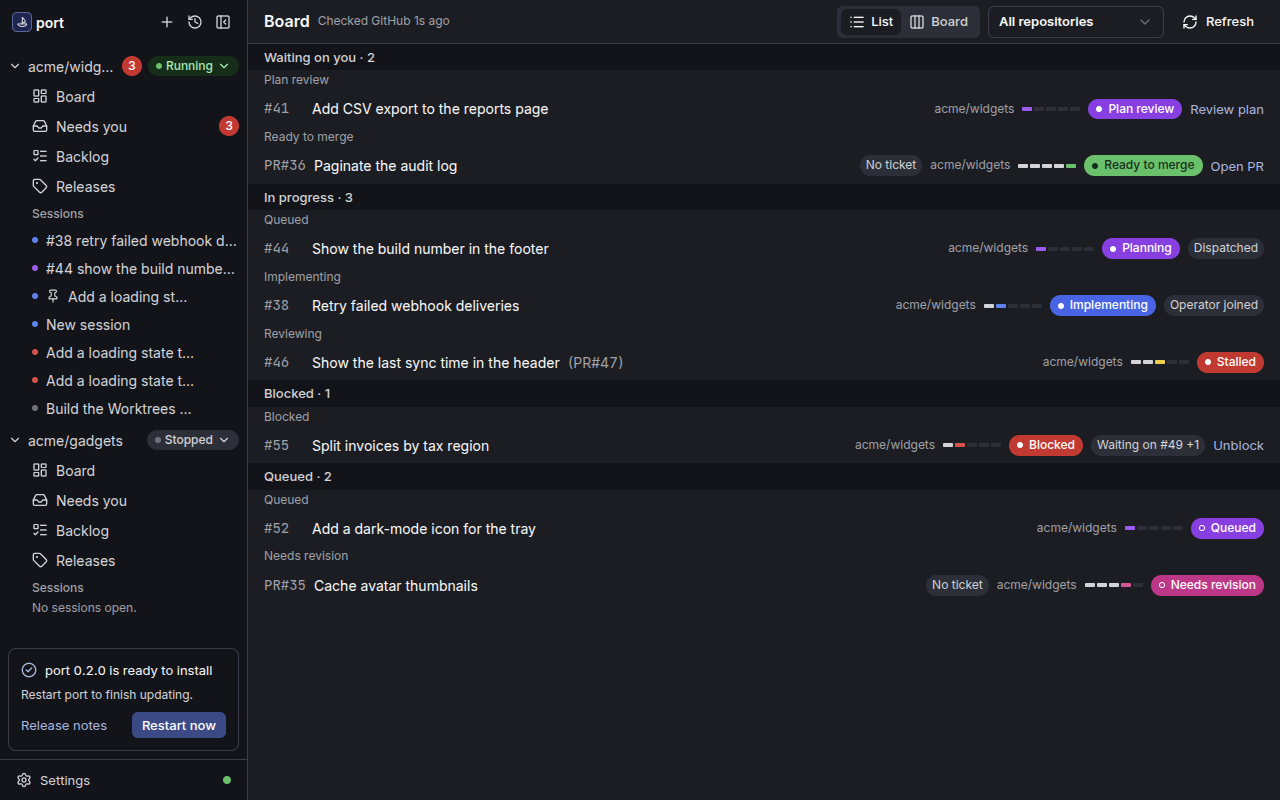 port
acme/widg... 3 Running
Board
Needs you 3
Backlog
Releases
Sessions
#38 retry failed webhook d...
#44 show the build numbe...
Add a loading st...
New session
Add a loading state t...
Add a loading state t...
Build the Worktrees ...
acme/gadgets Stopped
Board
Needs you
Backlog
Releases
Sessions
No sessions open.
port 0.2.0 is ready to install
Restart port to finish updating.
Release notes Restart now
Settings
Board Checked GitHub 1s ago List Board All repositories Refresh
Waiting on you · 2
Plan review
#41 Add CSV export to the reports page acme/widgets Plan review Review plan
Ready to merge
PR#36 Paginate the audit log No ticket acme/widgets Ready to merge Open PR
In progress · 3
Queued
#44 Show the build number in the footer acme/widgets Planning Dispatched
Implementing
#38 Retry failed webhook deliveries acme/widgets Implementing Operator joined
Reviewing
#46 Show the last sync time in the header (PR#47) acme/widgets Stalled
Blocked · 1
Blocked
#55 Split invoices by tax region acme/widgets Blocked Waiting on #49 +1 Unblock
Queued · 2
Queued
#52 Add a dark-mode icon for the tray acme/widgets Queued
Needs revision
PR#35 Cache avatar thumbnails No ticket acme/widgets Needs revision